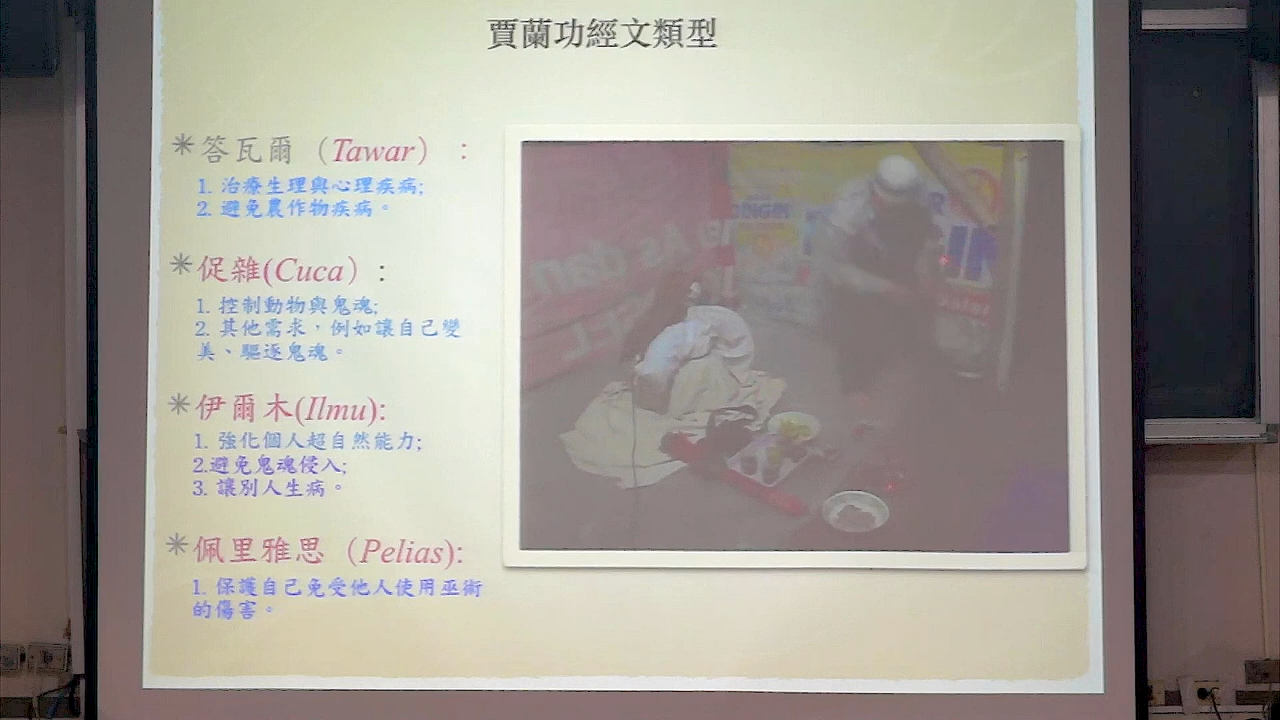 賈蘭功經文類型
✳答瓦爾（Tawar）：
1. 治療生理與心理疾病;
2. 避免農作物疾病。
✳促雜(Cuca）:
1. 控制動物與鬼魂;
2. 其他需求，例如讓自己變
美、驅逐鬼魂。
✳伊爾木(Ilmu):
1. 強化個人超自然能力;
2.避免鬼魂侵入;
3. 讓別人生病。
✳佩里雅思（Pelias):
1. 保護自己免受他人使用巫術
的傷害。